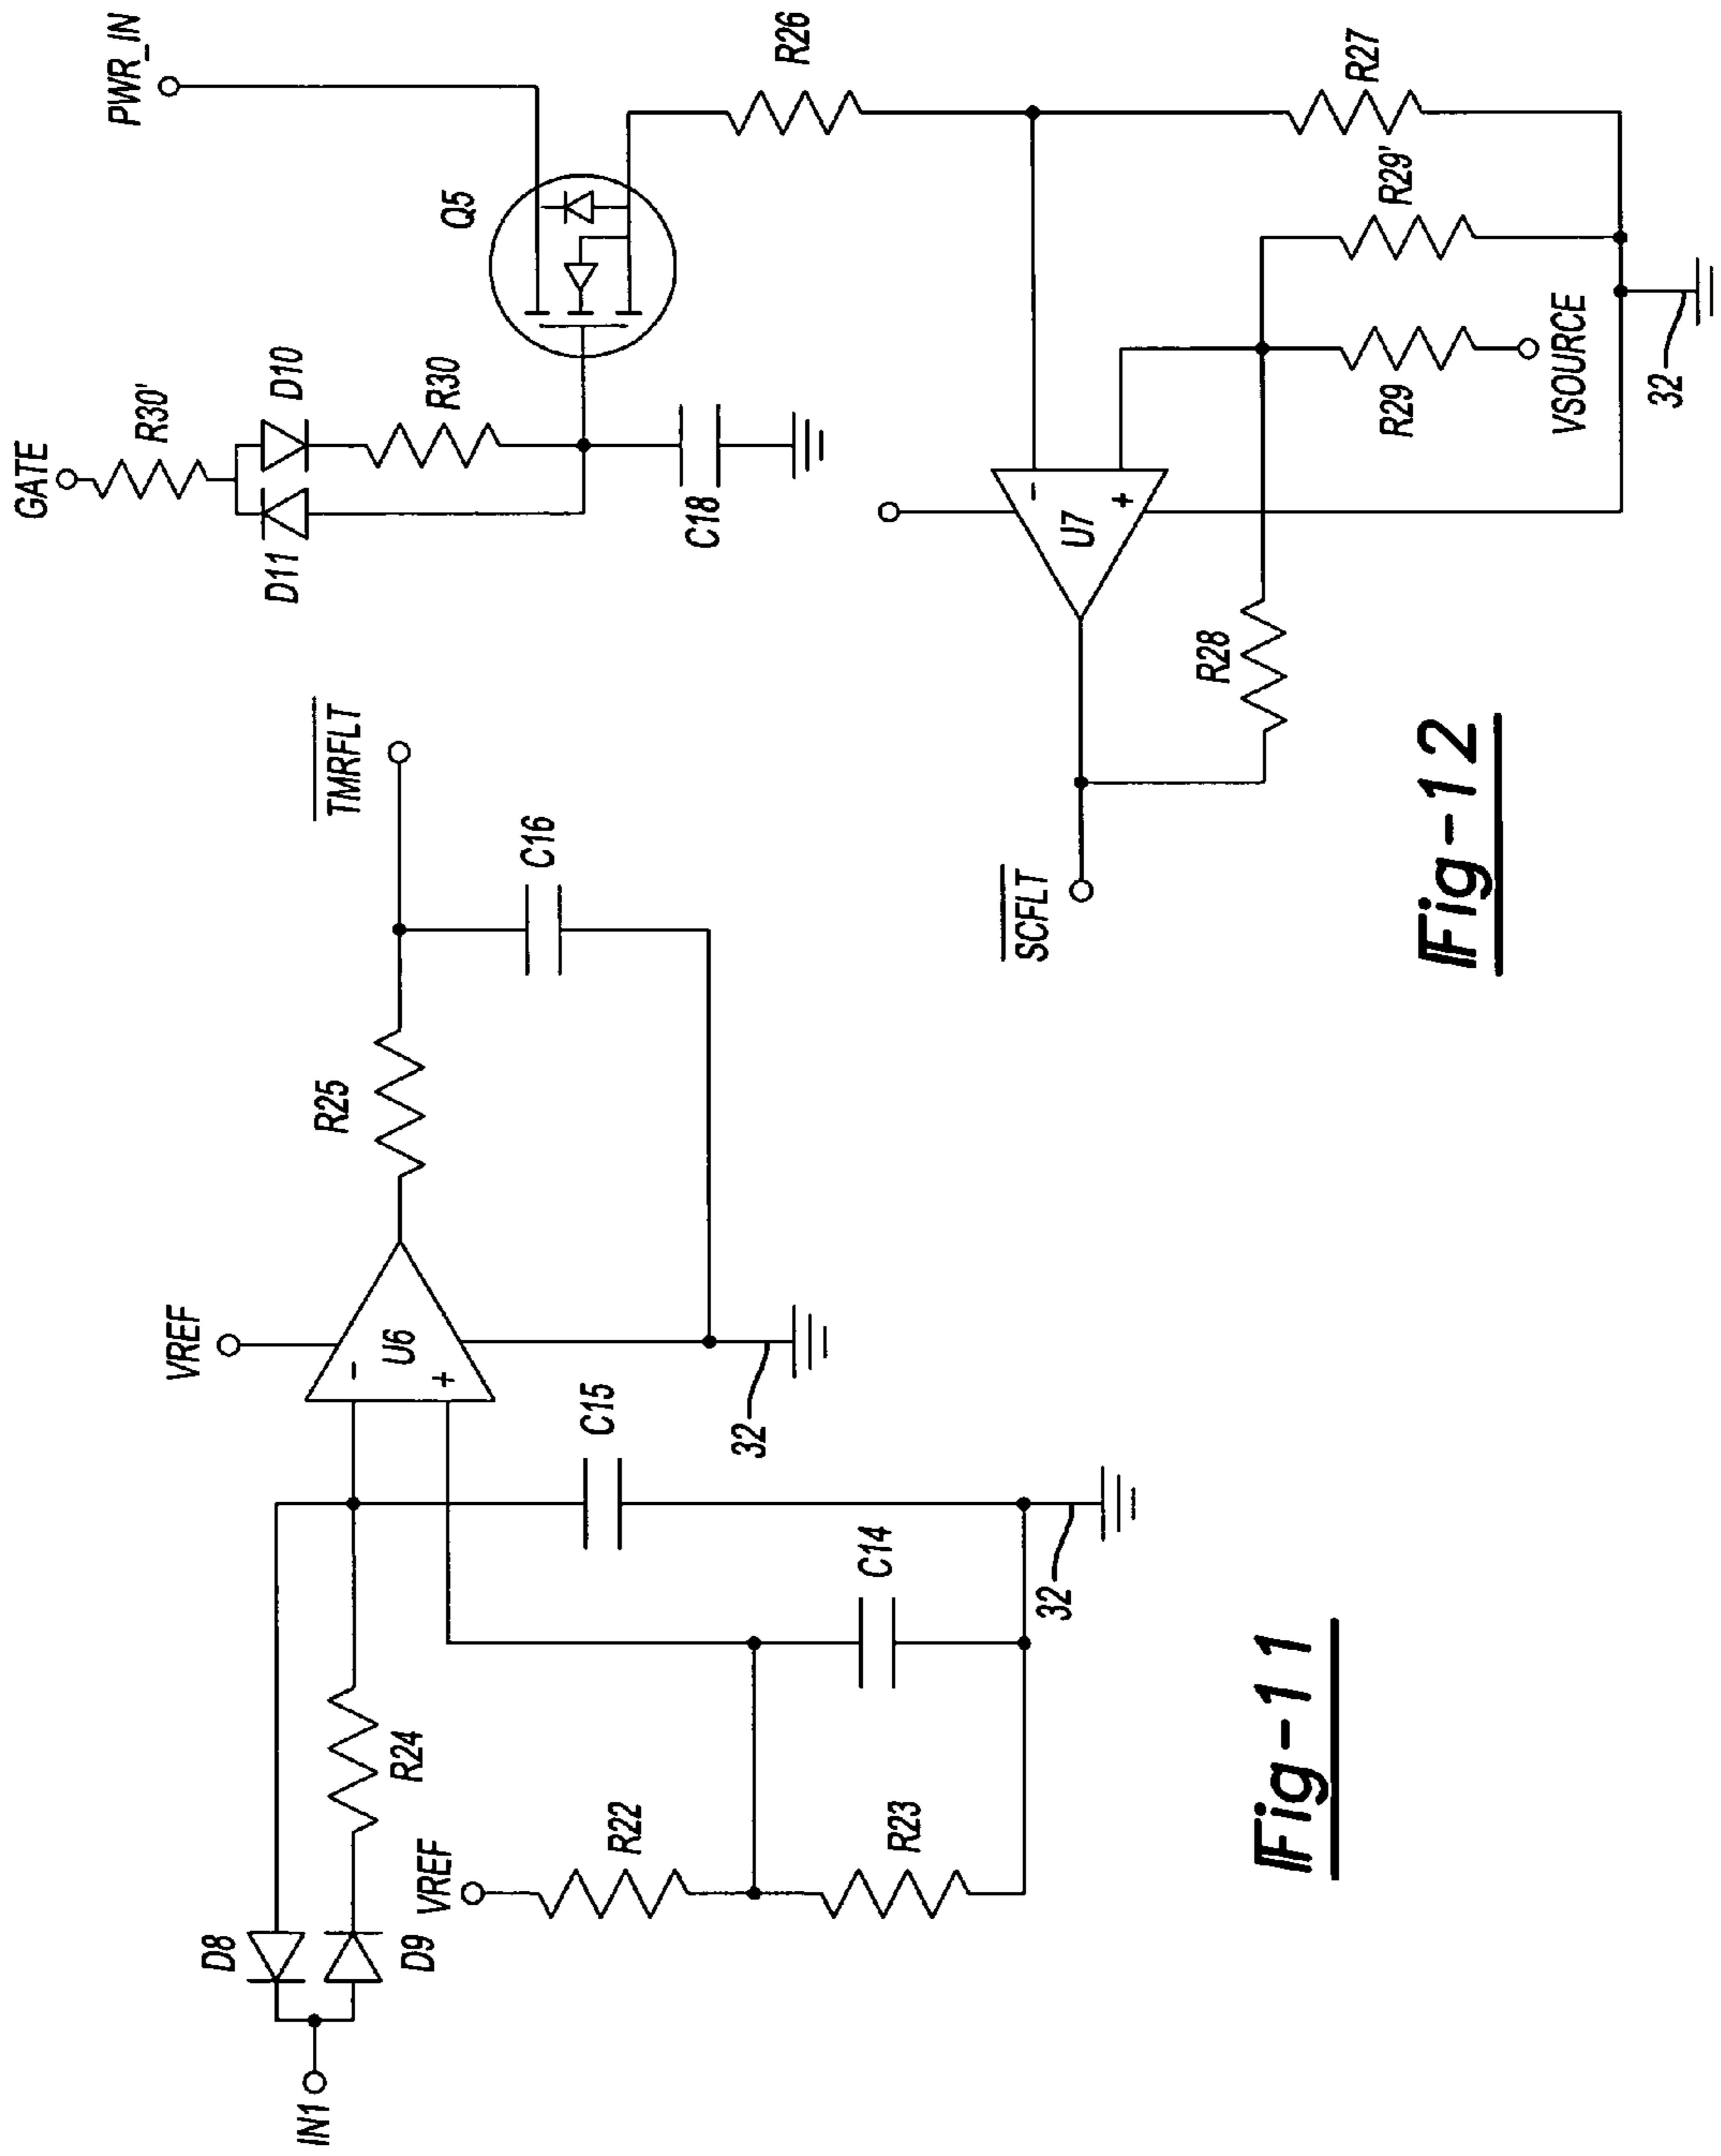 IN1
D8
D9
R24
VREF
R22
R23
C14
C15
32
VREF
-
U6
+
32
R25
C16
TMRFLT
Fig-11
GATE
R30'
D11
D10
R30
C18
Q5
PWR_IN
R26
R27
R29'
R29
VSOURCE
32
-
U7
+
R28
SCFLT
Fig-12